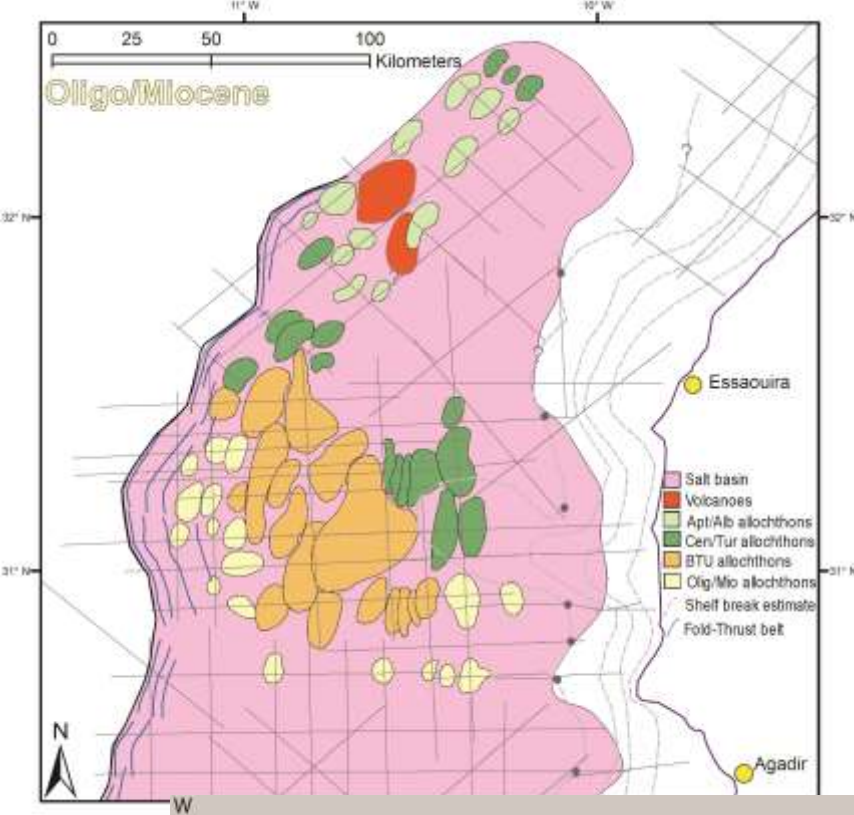 11° W 10° W
0 25 50 100
Kilometers
Oligo/Miocene
32° N 32° N
Essaouira
Salt basin
Volcanoes
Apt/Alb allochthons
Cen/Tur allochthons
BTU allochthons
Olig/Mio allochthons
31° N 31° N
Shelf break estimate
Fold-Thrust belt
N
Agadir
W